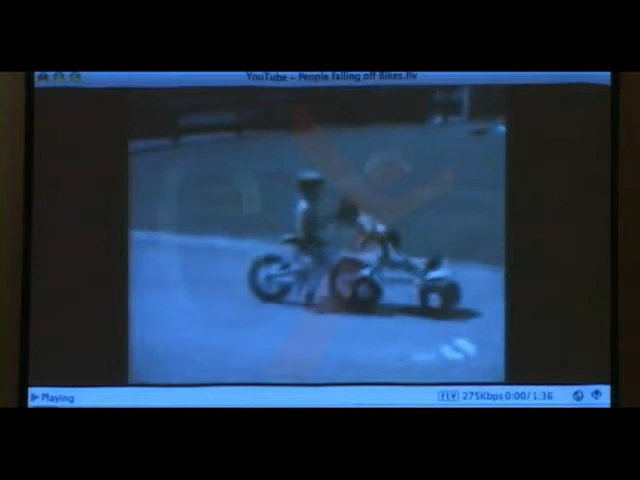 YouTube – People falling off Bikes.flv
Playing
FLV 275Kbps 0:00/1.36